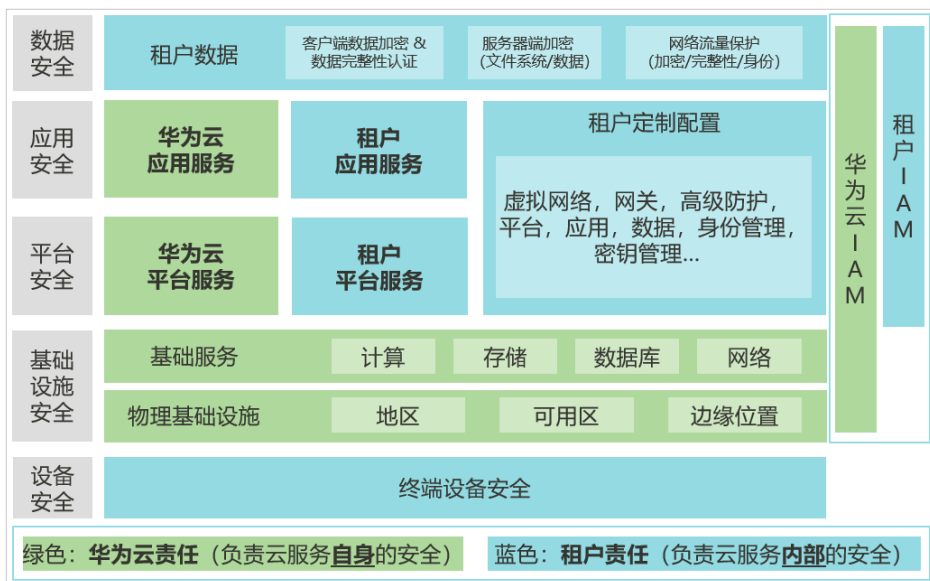 数据
安全
租户数据
客户端数据加密 &
数据完整性认证
服务器端加密
(文件系统/数据)
网络流量保护
(加密/完整性/身份)
应用
安全
华为云
应用服务
租户
应用服务
租户定制配置
虚拟网络，网关，高级防护，
平台，应用，数据，身份管理，
密钥管理...
平台
安全
华为云
平台服务
租户
平台服务
基础
设施
安全
基础服务
计算
存储
数据库
网络
物理基础设施
地区
可用区
边缘位置
设备
安全
终端设备安全
华为云IAM
租户IAM
绿色：华为云责任（负责云服务自身的安全）
蓝色：租户责任（负责云服务内部的安全）